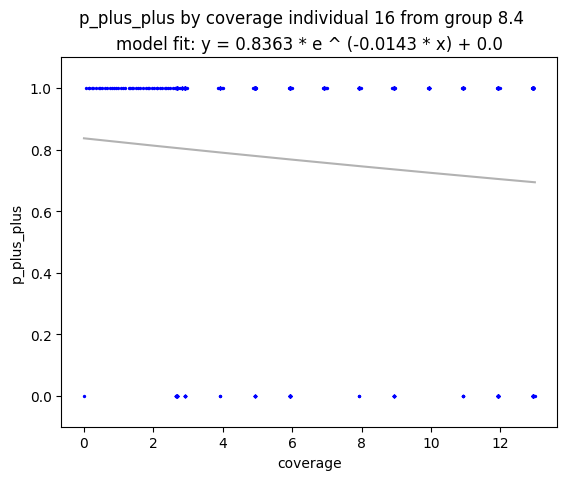 p_plus_plus by coverage individual 16 from group 8.4
model fit: y = 0.8363 * e ^ (-0.0143 * x) + 0.0
1.0
0.8
0.6
0.4
0.2
0.0
p_plus_plus
0 2 4 6 8 10 12
coverage